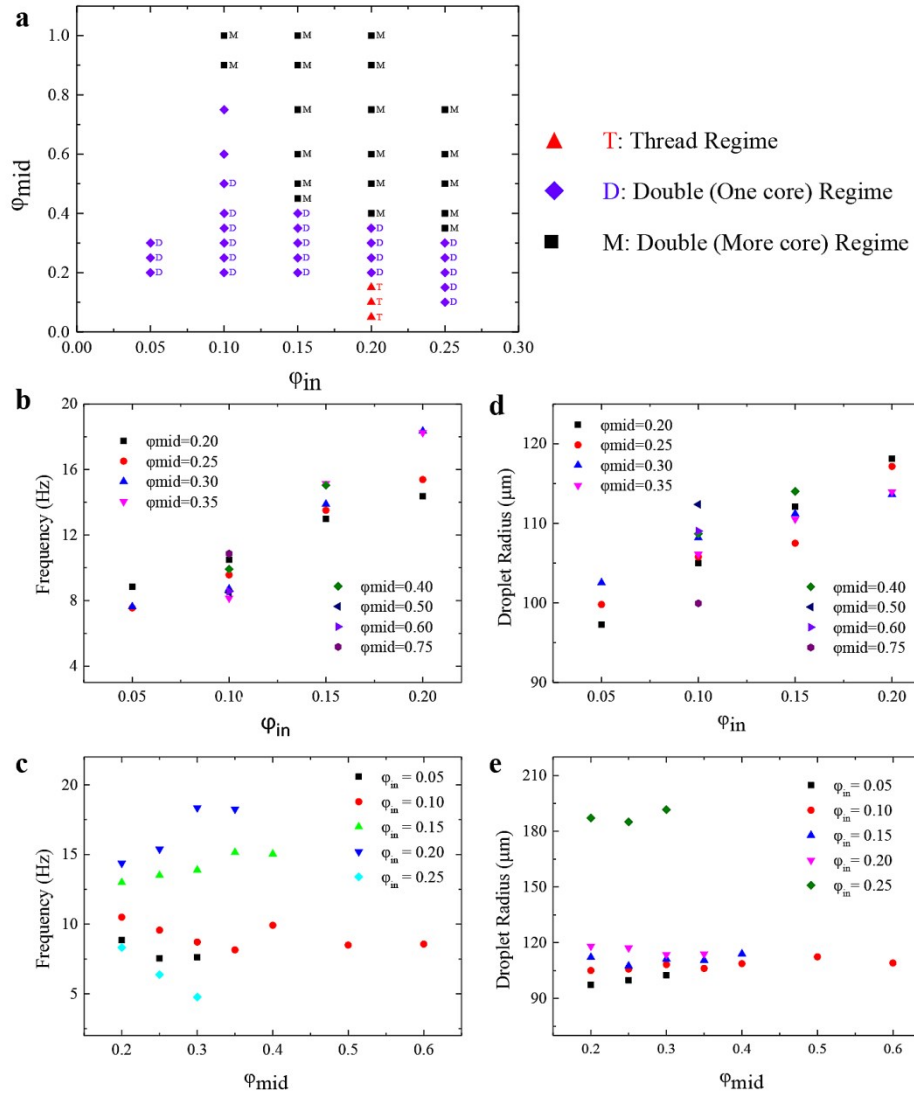 a
1.0 M M M
M M M
0.8
M M M
0.6 M M M
D M M M
M
0.4 D D M M
D D D M
D D D D D
D D D D D
0.2 D D D D D
T D
T D
T
0.0
0.00 0.05 0.10 0.15 0.20 0.25 0.30
φmid
φin
T: Thread Regime
D: Double (One core) Regime
M: Double (More core) Regime
b
20
16
12
8
4
Frequency (Hz)
φmid=0.20
φmid=0.25
φmid=0.30
φmid=0.35
φmid=0.40
φmid=0.50
φmid=0.60
φmid=0.75
0.05 0.10 0.15 0.20
φin
d
120
110
100
90
Droplet Radius (μm)
φmid=0.20
φmid=0.25
φmid=0.30
φmid=0.35
φmid=0.40
φmid=0.50
φmid=0.60
φmid=0.75
0.05 0.10 0.15 0.20
φin
c
20
15
10
5
Frequency (Hz)
φin = 0.05
φin = 0.10
φin = 0.15
φin = 0.20
φin = 0.25
0.2 0.3 0.4 0.5 0.6
φmid
e
210
180
150
120
90
Droplet Radius (μm)
φin = 0.05
φin = 0.10
φin = 0.15
φin = 0.20
φin = 0.25
0.2 0.3 0.4 0.5 0.6
φmid